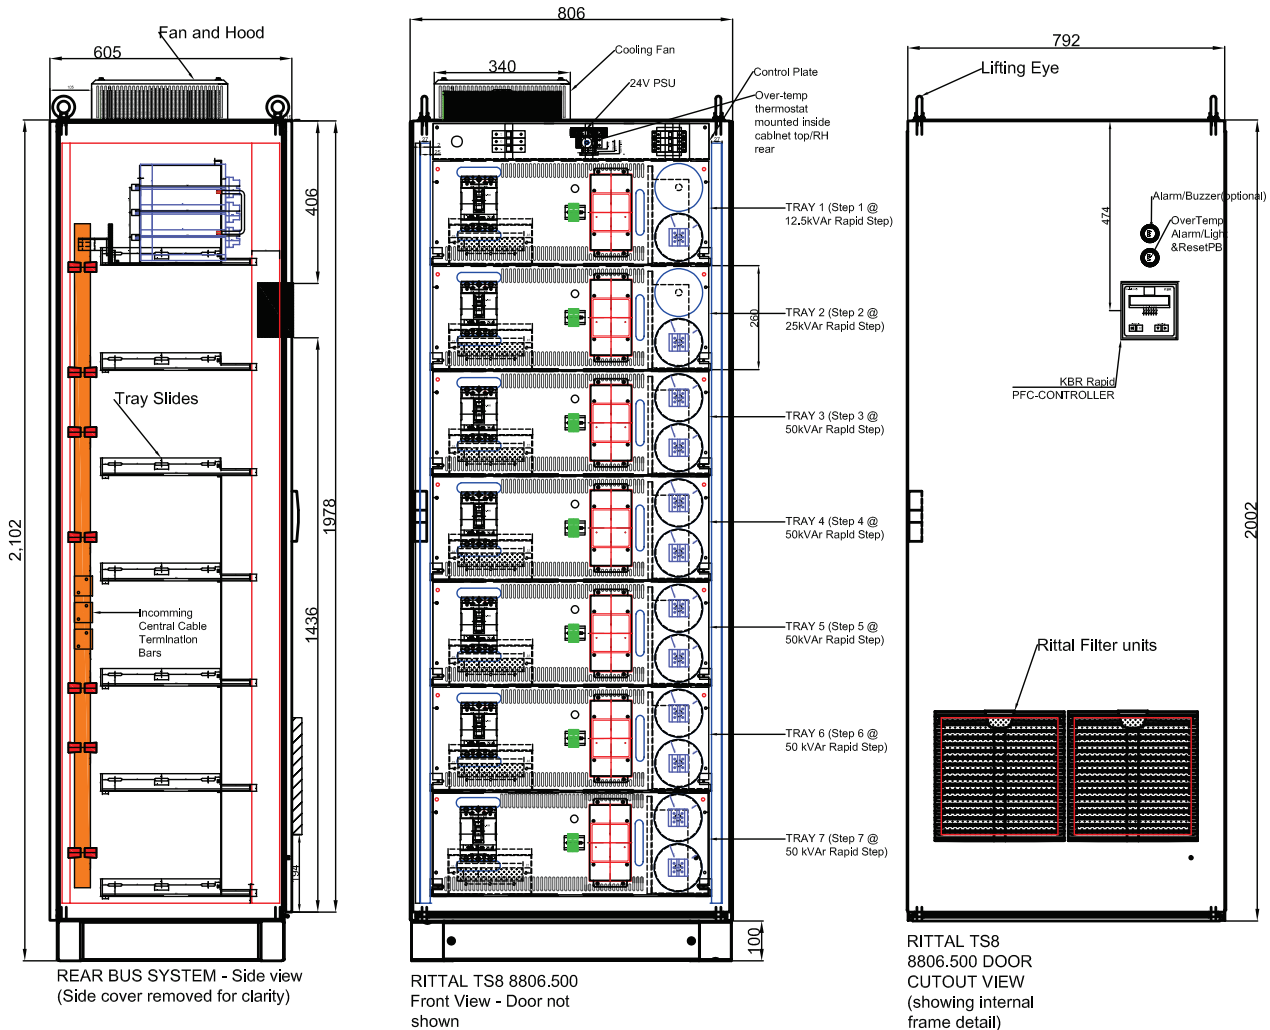 Fan and Hood
605
105
406
1978
2,102
Tray Slides
1436
Incomming
Central Cable
Termination
Bars
194
REAR BUS SYSTEM - Side view
(Side cover removed for clarity)
806
340
Cooling Fan
24V PSU
Control Plate
Over-temp
thermostat
mounted inside
cabinet top/RH
rear
27
27
25
TRAY 1 (Step 1 @
12.5kVAr Rapid Step)
260
TRAY 2 (Step 2 @
25kVAr Rapid Step)
TRAY 3 (Step 3 @
50kVAr Rapid Step)
TRAY 4 (Step 4 @
50kVAr Rapid Step)
TRAY 5 (Step 5 @
50kVAr Rapid Step)
TRAY 6 (Step 6 @
50 kVAr Rapid Step)
TRAY 7 (Step 7 @
50 kVAr Rapid Step)
100
RITTAL TS8 8806.500
Front View - Door not
shown
792
Lifting Eye
474
Alarm/Buzzer(optional)
OverTemp
Alarm/Light
&ResetPB
KBR Rapid
PFC-CONTROLLER
2002
Rittal Filter units
RITTAL TS8
8806.500 DOOR
CUTOUT VIEW
(showing internal
frame detail)